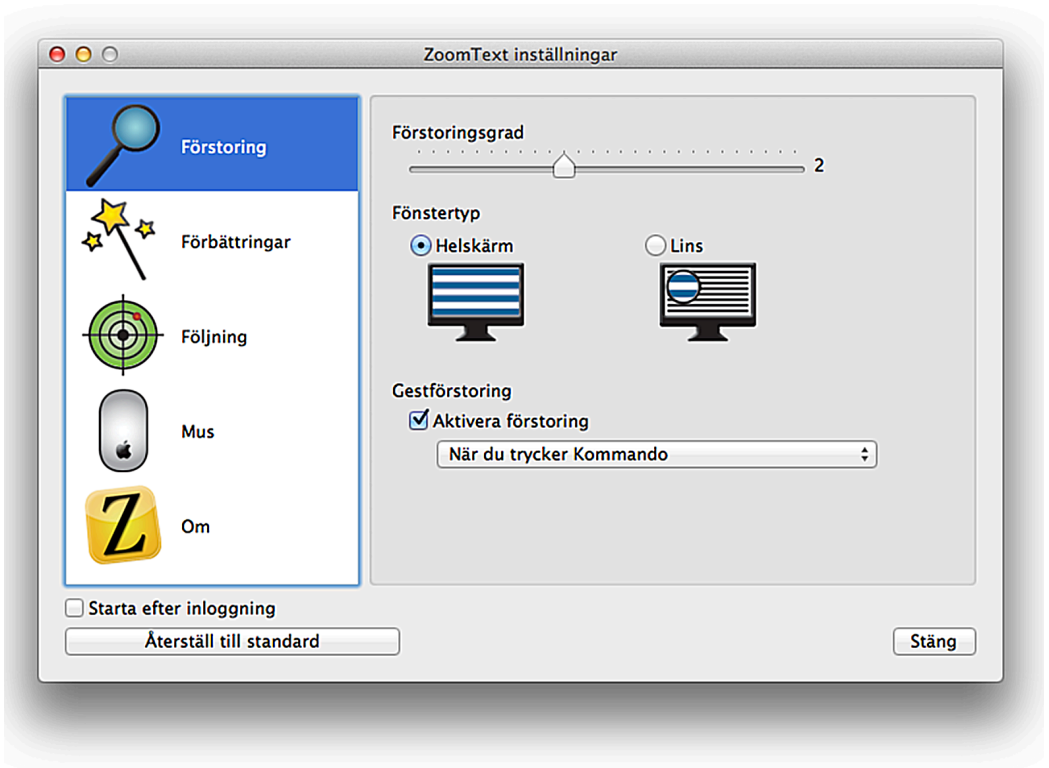 ZoomText inställningar
Förstoring
Förbättringar
Följning
Mus
Z
Om
Förstoringsgrad
2
Fönstertyp
Helskärm
Lins
Gestförstoring
Aktivera förstoring
När du trycker Kommando
Starta efter inloggning
Återställ till standard
Stäng